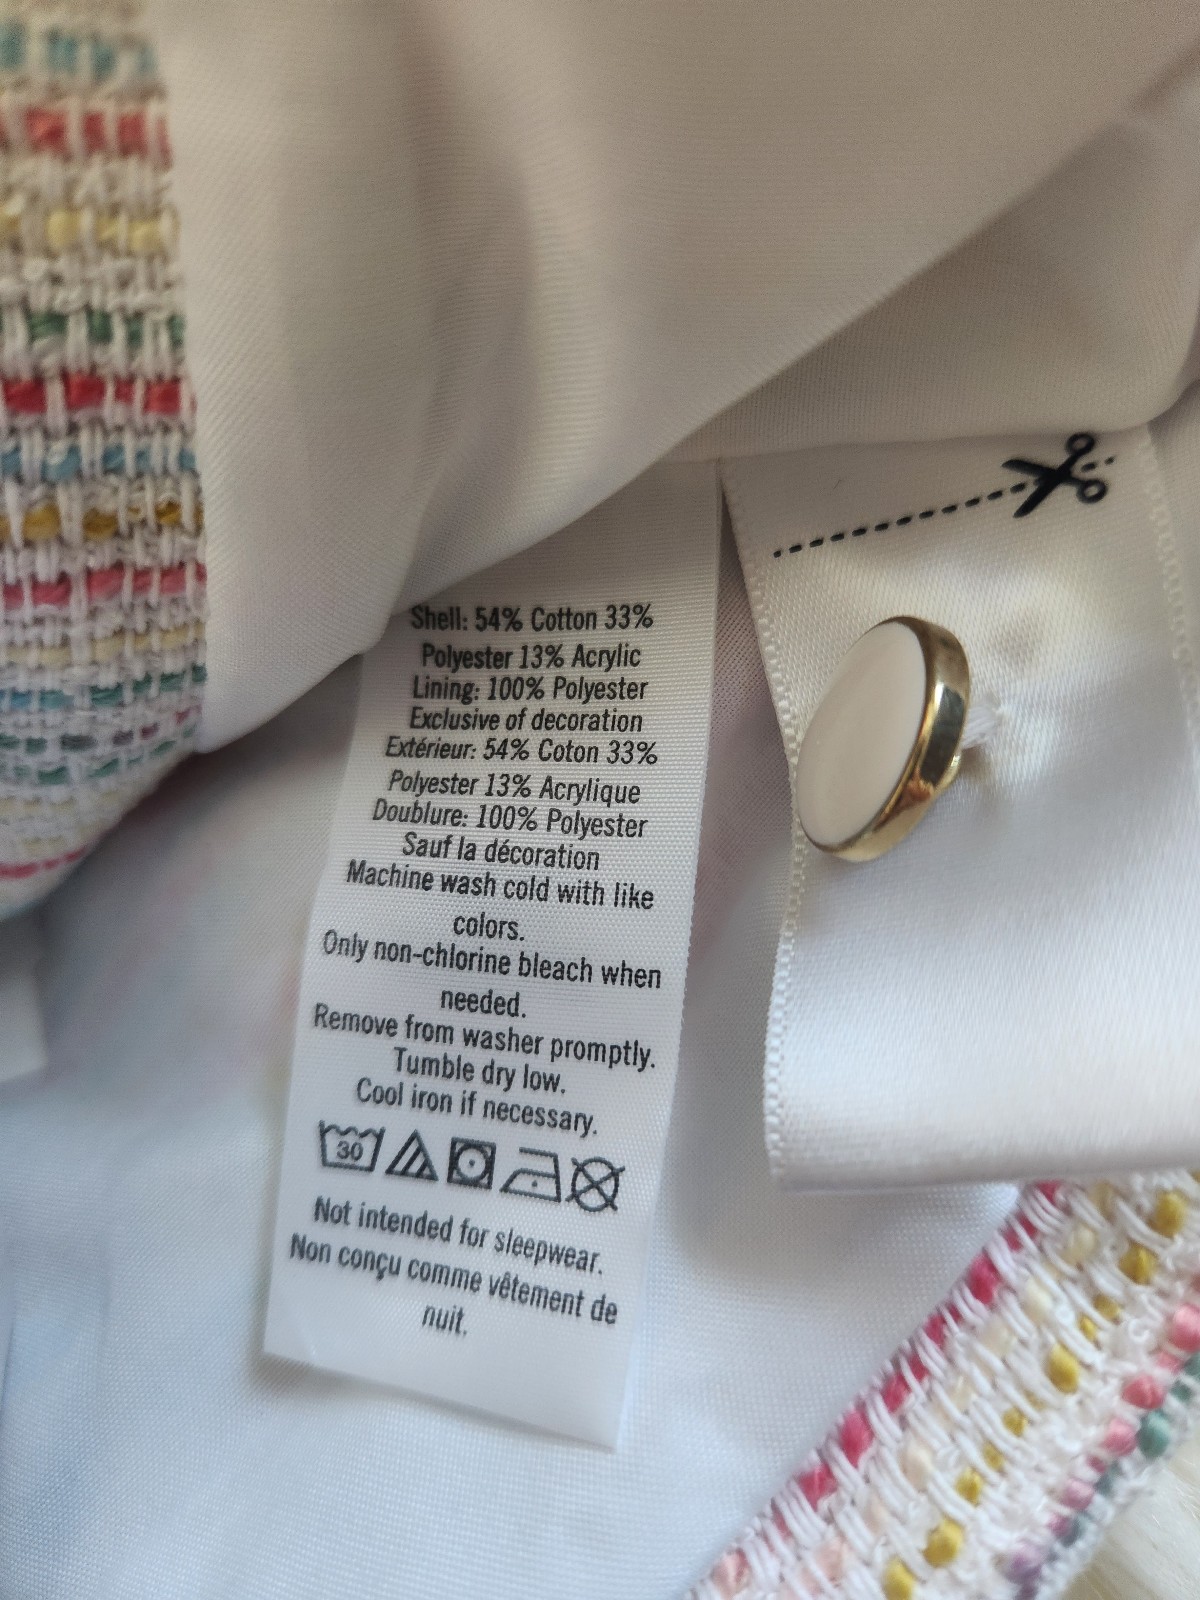 Shell: 54% Cotton 33%
Polyester 13% Acrylic
Lining: 100% Polyester
Exclusive of decoration
Extérieur: 54% Coton 33%
Polyester 13% Acrylique
Doublure: 100% Polyester
Sauf la décoration
Machine wash cold with like
colors.
Only non-chlorine bleach when
needed.
Remove from washer promptly.
Tumble dry low.
Cool iron if necessary.
30
Not intended for sleepwear.
Non conçu comme vêtement de
nuit.